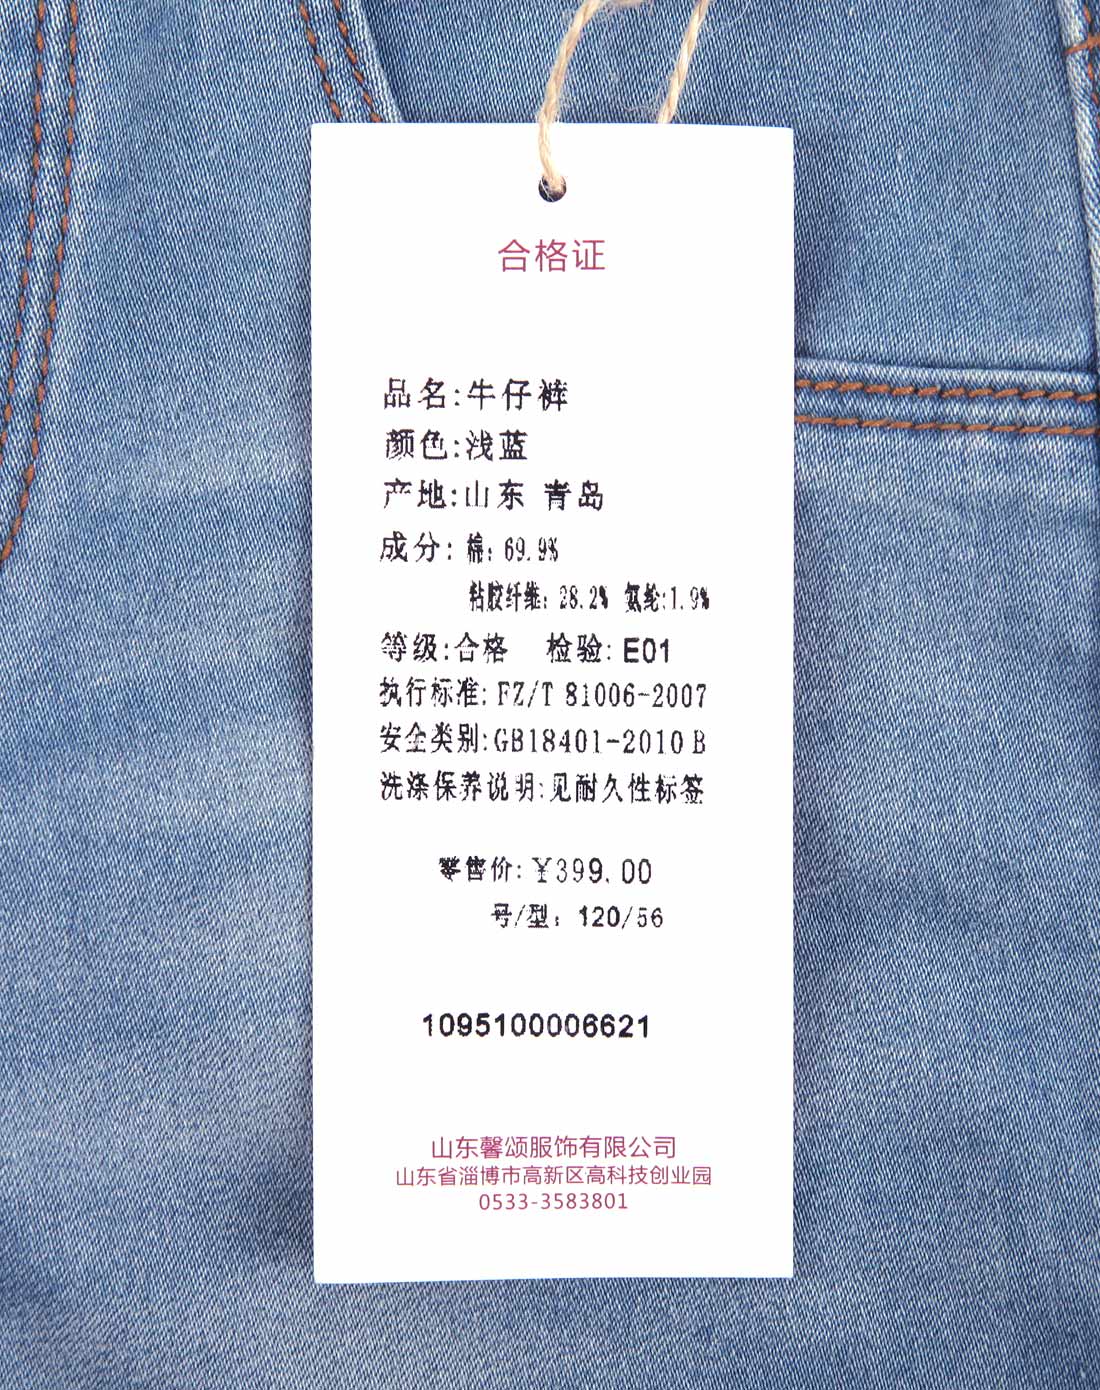 合格证
品名:牛仔裤
颜色:浅蓝
产地:山东 青岛
成分: 棉: 69.9%
粘胶纤维: 28.2% 氨纶:1.9%
等级:合格 检验: E01
执行标准: FZ/T 81006-2007
安全类别:GB18401-2010 B
洗涤保养说明:见耐久性标签
零售价: ¥399.00
号/型: 120/56
1095100006621
山东馨颂服饰有限公司
山东省淄博市高新区高科技创业园
0533-3583801